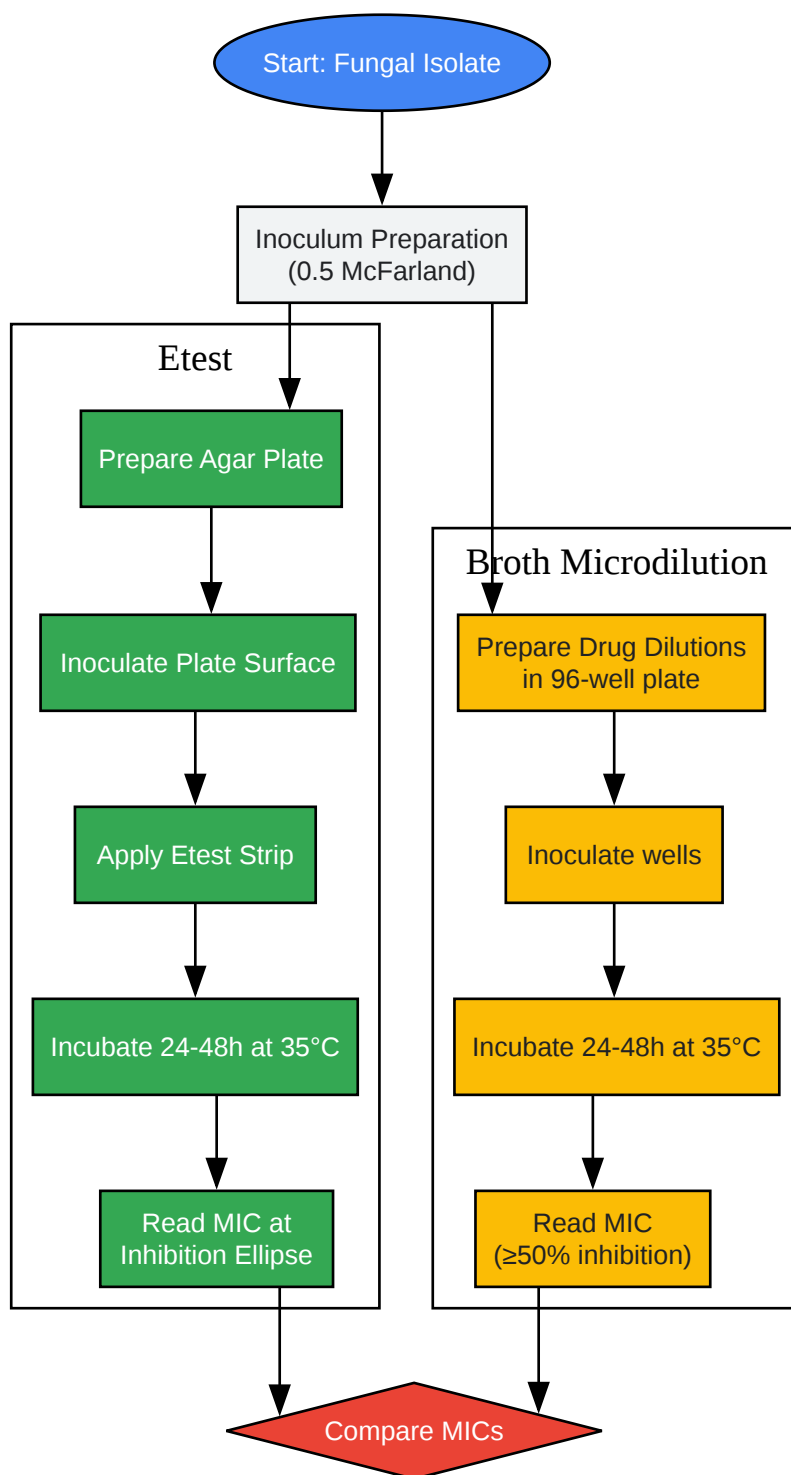 Start: Fungal Isolate
Inoculum Preparation
(0.5 McFarland)
Etest
Prepare Agar Plate
Inoculate Plate Surface
Apply Etest Strip
Incubate 24-48h at 35°C
Read MIC at
Inhibition Ellipse
Broth Microdilution
Prepare Drug Dilutions
in 96-well plate
Inoculate wells
Incubate 24-48h at 35°C
Read MIC
(≥50% inhibition)
Compare MICs